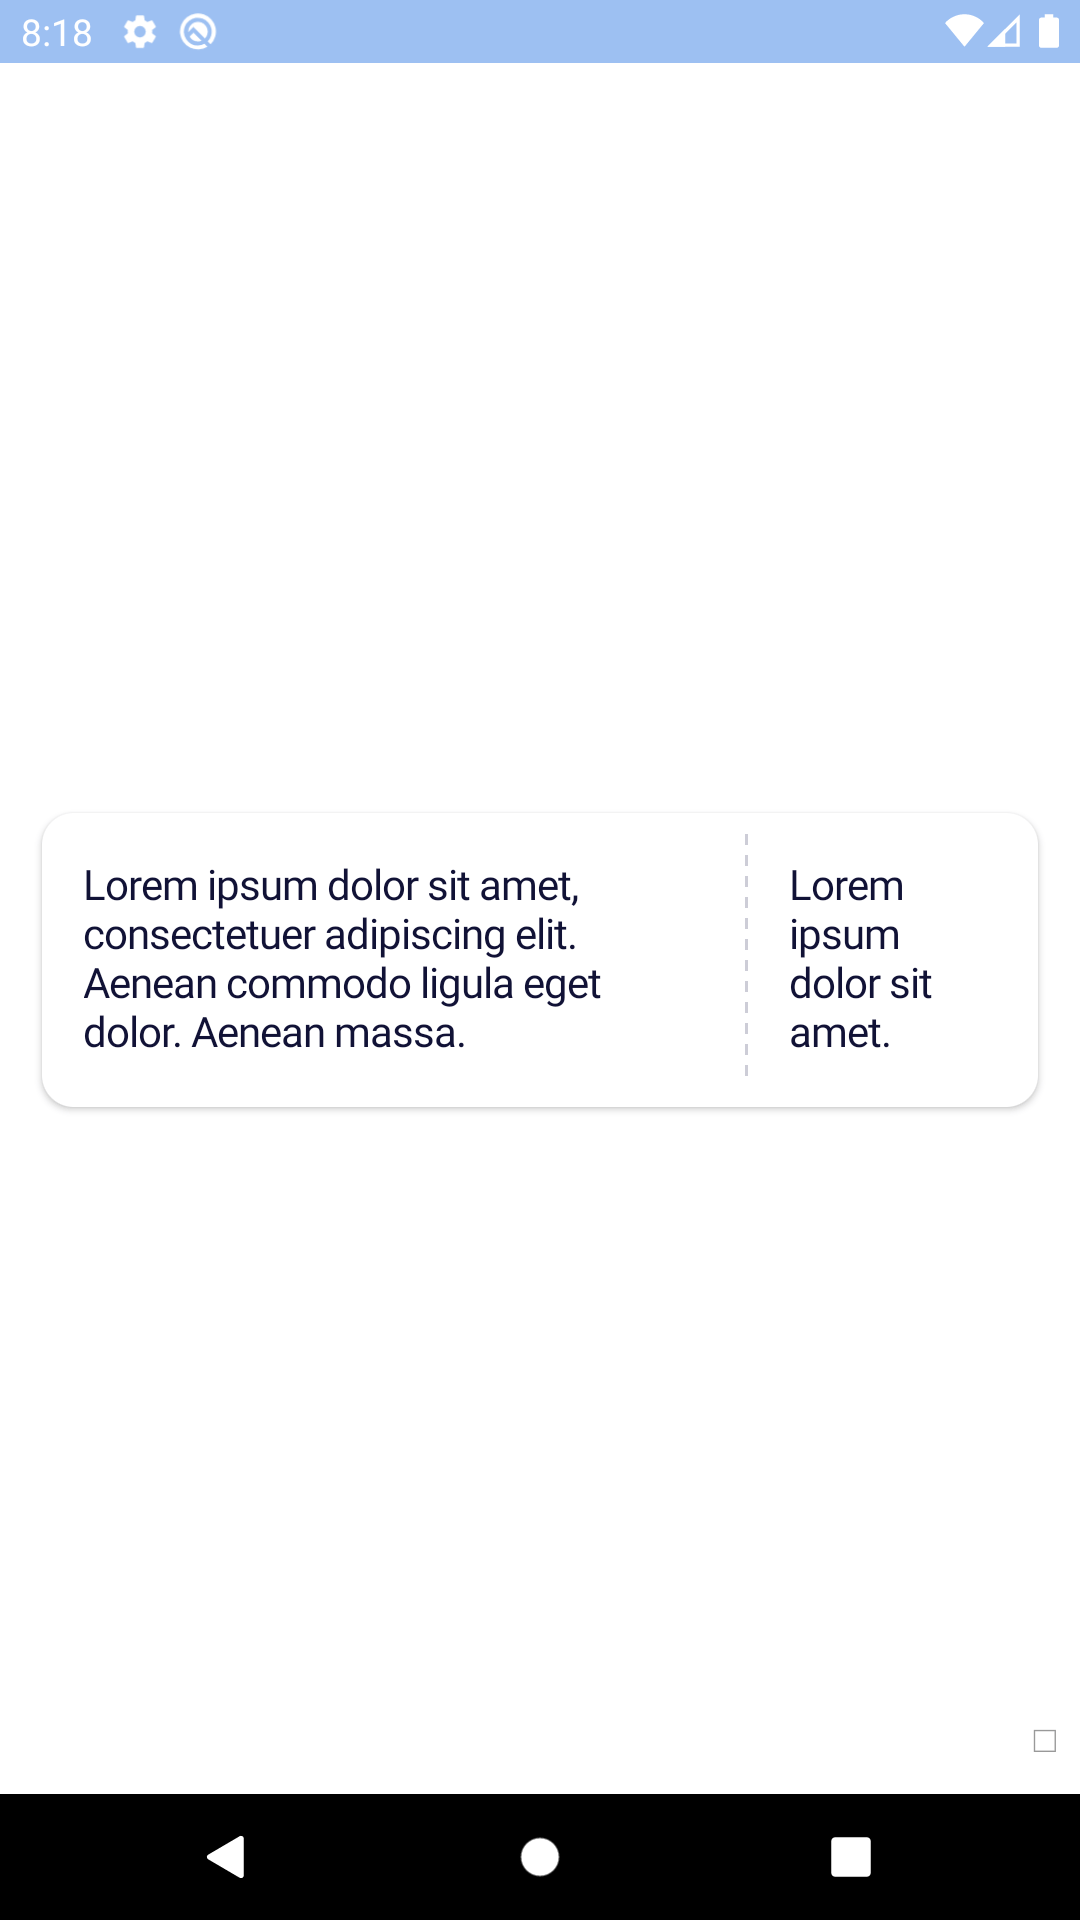 8:18
Lorem ipsum dolor sit amet,
consectetuer adipiscing elit.
Aenean commodo ligula eget
dolor. Aenean massa.
Lorem
ipsum
dolor sit
amet.